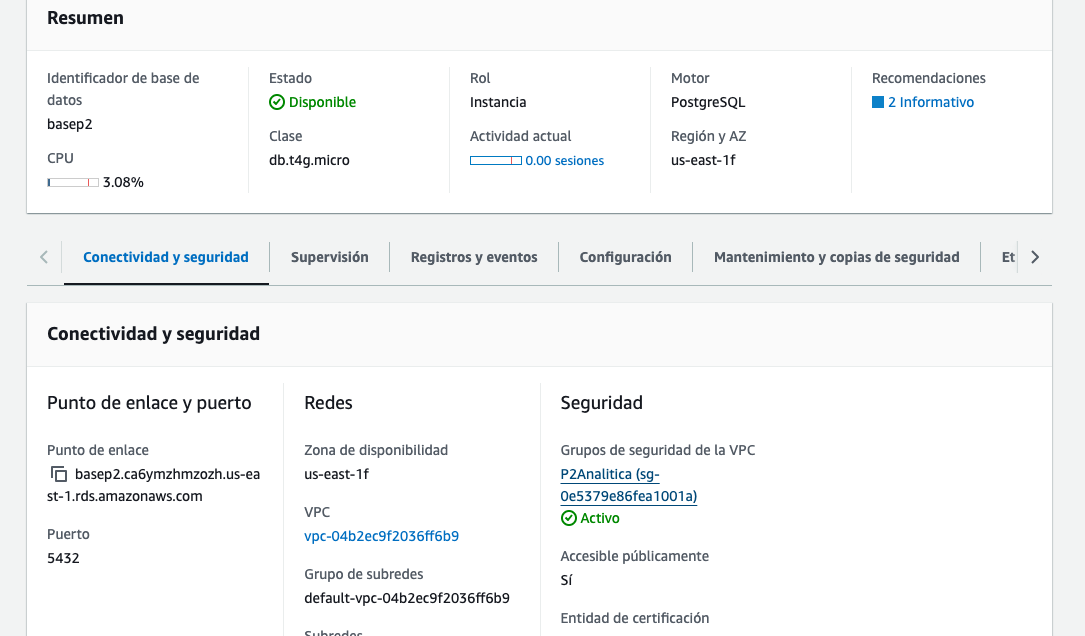 Resumen
Identificador de base de
datos
basep2
CPU
3.08%
Estado
Disponible
Clase
db.t4g.micro
Rol
Instancia
Actividad actual
0.00 sesiones
Motor
PostgreSQL
Región y AZ
us-east-1f
Recomendaciones
2 Informativo
Conectividad y seguridad
Supervisión
Registros y eventos
Configuración
Mantenimiento y copias de seguridad
Et
Conectividad y seguridad
Punto de enlace y puerto
Punto de enlace
basep2.ca6ymzhmzozh.us-ea
st-1.rds.amazonaws.com
Puerto
5432
Redes
Zona de disponibilidad
us-east-1f
VPC
vpc-04b2ec9f2036ff6b9
Grupo de subredes
default-vpc-04b2ec9f2036ff6b9
Subredes
Seguridad
Grupos de seguridad de la VPC
P2Analitica (sg-
0e5379e86fea1001a)
Activo
Accesible públicamente
Sí
Entidad de certificación